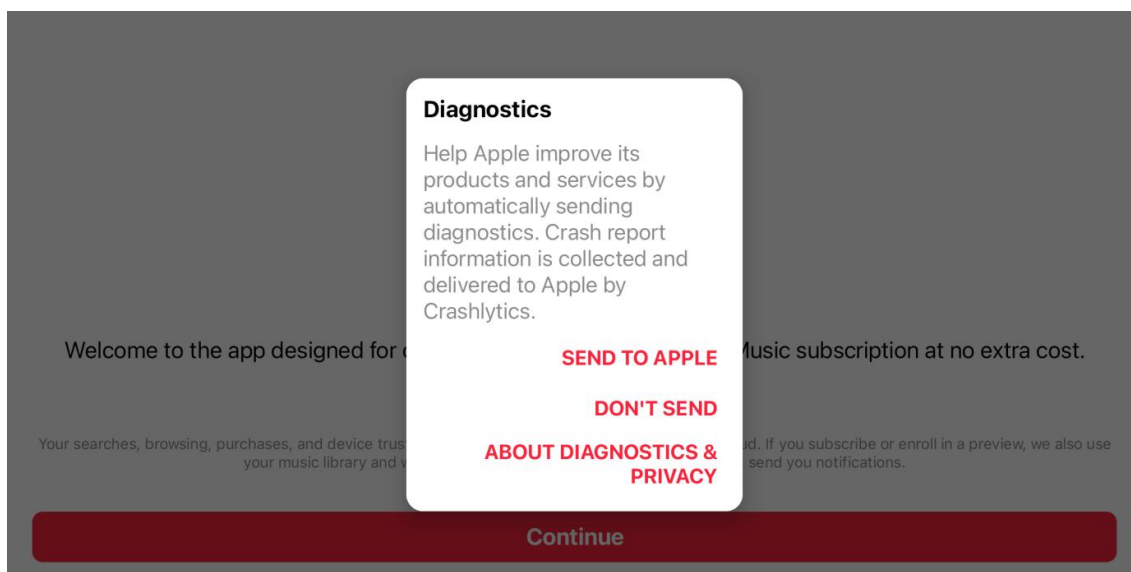 Diagnostics
Help Apple improve its
products and services by
automatically sending
diagnostics. Crash report
information is collected and
delivered to Apple by
Crashlytics.
SEND TO APPLE
DON'T SEND
ABOUT DIAGNOSTICS &
PRIVACY
Welcome to the app designed for Music subscription at no extra cost.
Your searches, browsing, purchases, and device If you subscribe or enroll in a preview, we also use
your music library and send you notifications.
Continue